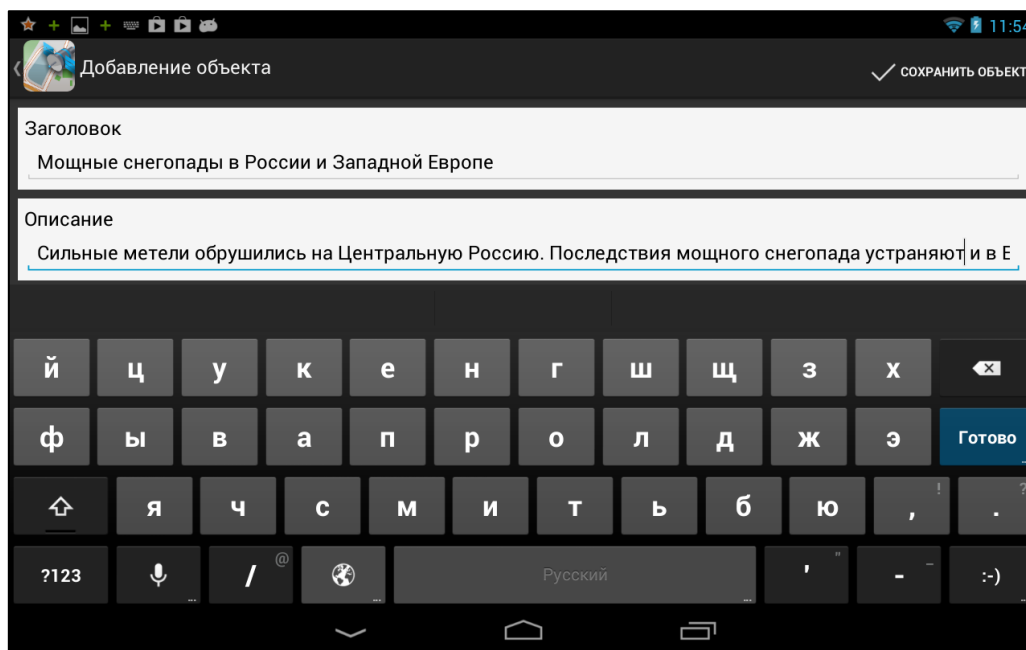 11:54
Добавление объекта
СОХРАНИТЬ ОБЪЕКТ
Заголовок
Мощные снегопады в России и Западной Европе
Описание
Сильные метели обрушились на Центральную Россию. Последствия мощного снегопада устраняют и в Е
й ц у к е н г ш щ з х
ф ы в а п р о л д ж э Готово
я ч с м и т ь б ю , ! . ?
?123 / @ Русский ' " - _ :-)